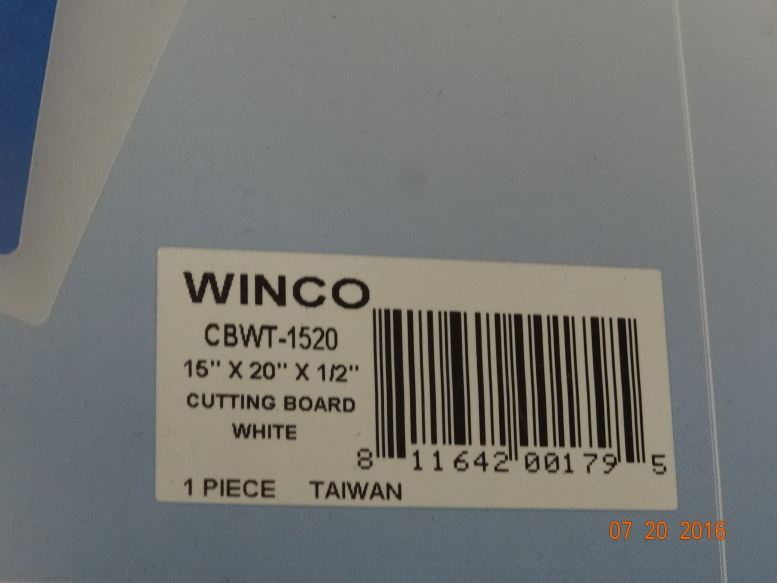 WINCO
CBWT-1520
15" X 20" X 1/2"
CUTTING BOARD
WHITE
8 11642 00179 5
1 PIECE TAIWAN
07 20 2016